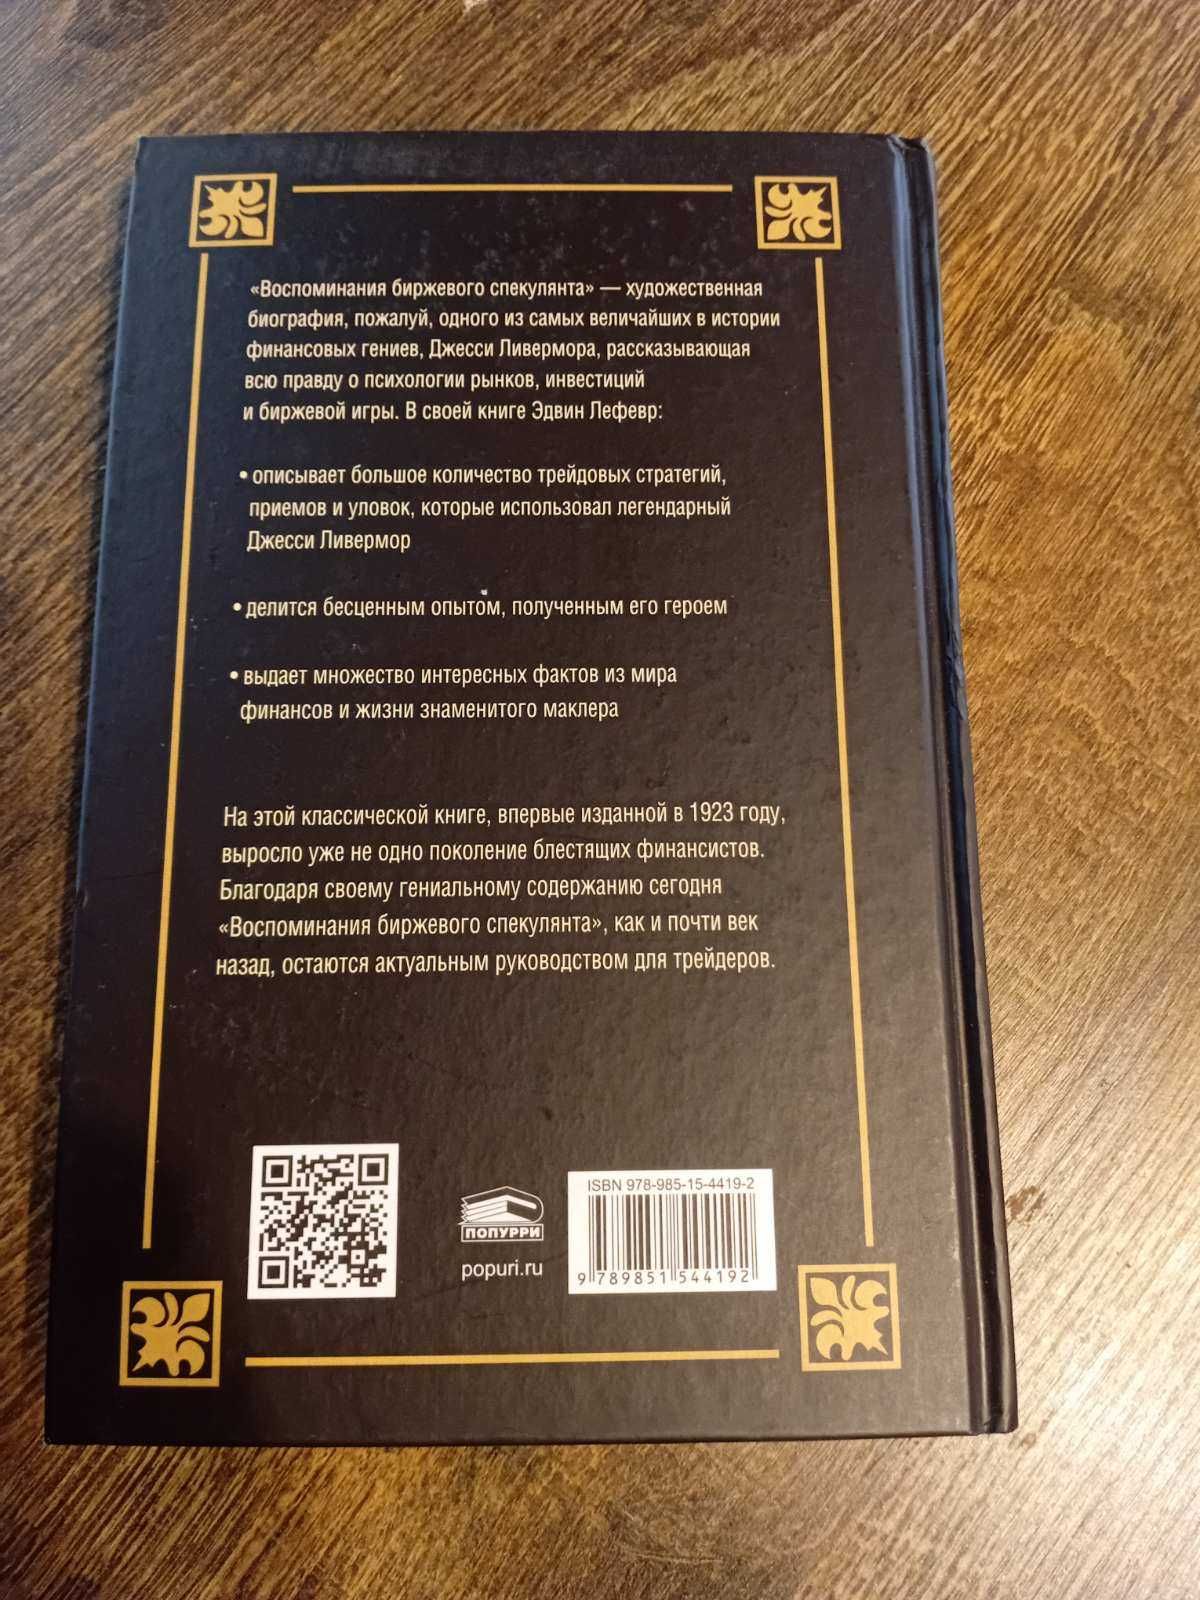 «Воспоминания биржевого спекулянта» — художественная
биография, пожалуй, одного из самых величайших в истории
финансовых гениев, Джесси Ливермора, рассказывающая
всю правду о психологии рынков, инвестиций
и биржевой игры. В своей книге Эдвин Лефевр:
• описывает большое количество трейдовых стратегий,
приемов и уловок, которые использовал легендарный
Джесси Ливермор
• делится бесценным опытом, полученным его героем
• выдает множество интересных фактов из мира
финансов и жизни знаменитого маклера
На этой классической книге, впервые изданной в 1923 году,
выросло уже не одно поколение блестящих финансистов.
Благодаря своему гениальному содержанию сегодня
«Воспоминания биржевого спекулянта», как и почти век
назад, остаются актуальным руководством для трейдеров.
ПОПУРРИ
popuri.ru
ISBN 978-985-15-4419-2
9 789851 544192